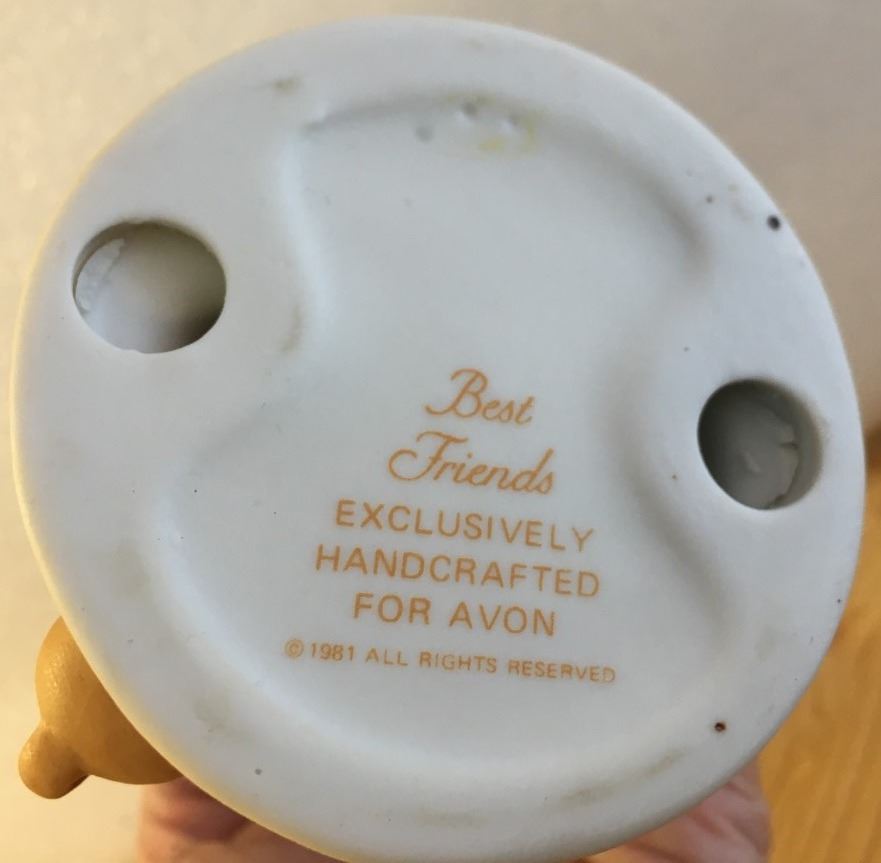 Best
Friends
EXCLUSIVELY
HANDCRAFTED
FOR AVON
© 1981 ALL RIGHTS RESERVED